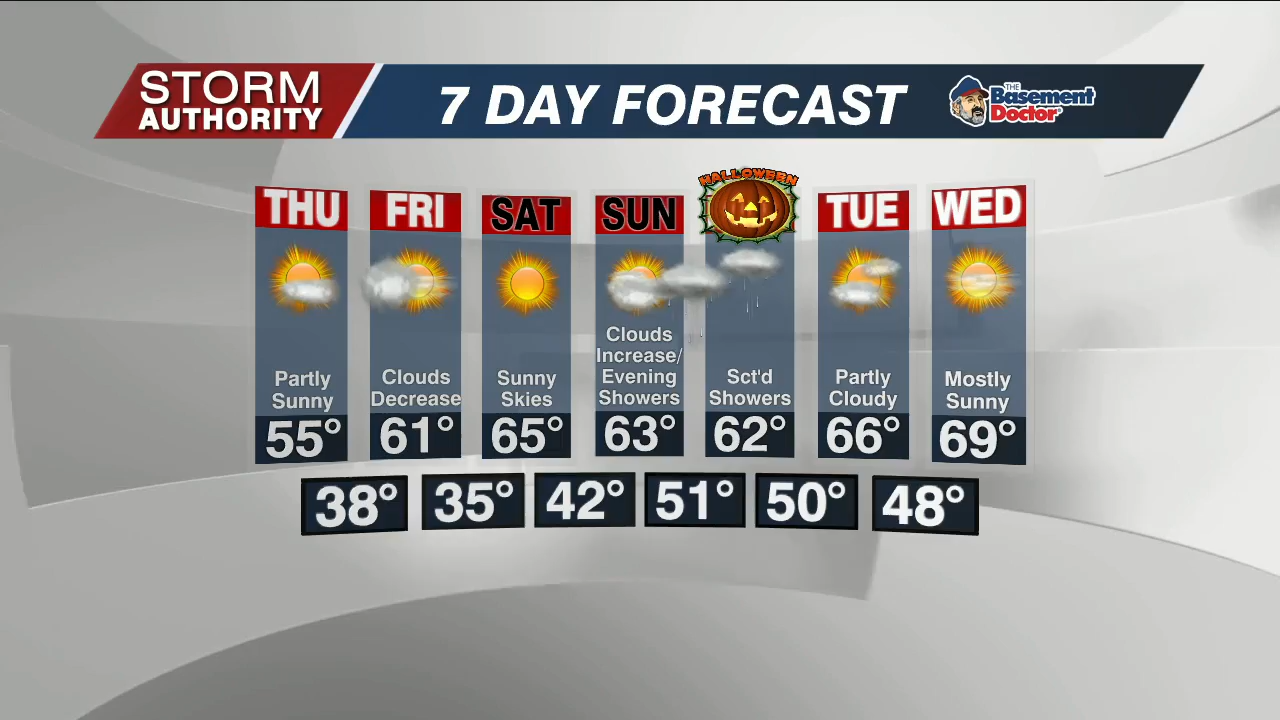 STORM
AUTHORITY
7 DAY FORECAST
THE
Basement
Doctor
THU
FRI
SAT
SUN
HALLOWEEN
TUE
WED
Partly
Sunny
55°
Clouds
Decrease
61°
Sunny
Skies
65°
Clouds
Increase/
Evening
Showers
63°
Sct'd
Showers
62°
Partly
Cloudy
66°
Mostly
Sunny
69°
38°
35°
42°
51°
50°
48°